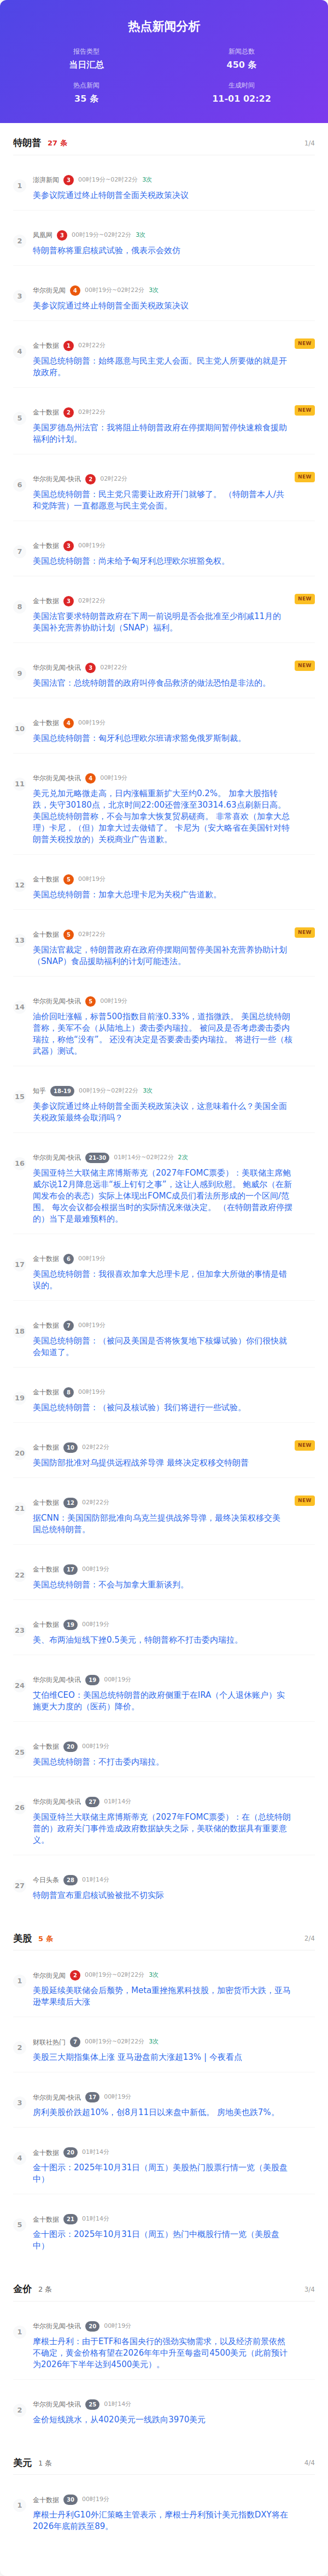 热点新闻分析
报告类型
当日汇总
新闻总数
450 条
热点新闻
35 条
生成时间
11-01 02:22
特朗普 27 条 1/4
1
澎湃新闻 3 00时19分~02时22分 3次
美参议院通过终止特朗普全面关税政策决议
2
凤凰网 3 00时19分~02时22分 3次
特朗普称将重启核武试验，俄表示会效仿
3
华尔街见闻 4 00时19分~02时22分 3次
美参议院通过终止特朗普全面关税政策决议
4
金十数据 1 02时22分 NEW
美国总统特朗普：始终愿意与民主党人会面。民主党人所要做的就是开
放政府。
5
金十数据 2 02时22分 NEW
美国罗德岛州法官：我将阻止特朗普政府在停摆期间暂停快速粮食援助
福利的计划。
6
华尔街见闻-快讯 2 02时22分 NEW
美国总统特朗普：民主党只需要让政府开门就够了。 （特朗普本人/共
和党阵营）一直都愿意与民主党会面。
7
金十数据 3 00时19分
美国总统特朗普：尚未给予匈牙利总理欧尔班豁免权。
8
金十数据 3 02时22分 NEW
美国法官要求特朗普政府在下周一前说明是否会批准至少削减11月的
美国补充营养协助计划（SNAP）福利。
9
华尔街见闻-快讯 3 02时22分 NEW
美国法官：总统特朗普的政府叫停食品救济的做法恐怕是非法的。
10
金十数据 4 00时19分
美国总统特朗普：匈牙利总理欧尔班请求豁免俄罗斯制裁。
11
华尔街见闻-快讯 4 00时19分
美元兑加元略微走高，日内涨幅重新扩大至约0.2%。 加拿大股指转
跌，失守30180点，北京时间22:00还曾涨至30314.63点刷新日高。
美国总统特朗普称，不会与加拿大恢复贸易磋商。 非常喜欢（加拿大总
理）卡尼，（但）加拿大过去做错了。 卡尼为（安大略省在美国针对特
朗普关税投放的）关税商业广告道歉。
12
金十数据 5 00时19分
美国总统特朗普：加拿大总理卡尼为关税广告道歉。
13
金十数据 5 02时22分 NEW
美国法官裁定，特朗普政府在政府停摆期间暂停美国补充营养协助计划
（SNAP）食品援助福利的计划可能违法。
14
华尔街见闻-快讯 5 00时19分
油价回吐涨幅，标普500指数目前涨0.33%，道指微跌。 美国总统特朗
普称，美军不会（从陆地上）袭击委内瑞拉。 被问及是否考虑袭击委内
瑞拉，称他“没有”。 还没有决定是否要袭击委内瑞拉。 将进行一些（核
武器）测试。
15
知乎 18-19 00时19分~02时22分 3次
美参议院通过终止特朗普全面关税政策决议，这意味着什么？美国全面
关税政策最终会取消吗？
16
华尔街见闻-快讯 21-30 01时14分~02时22分 2次
美国亚特兰大联储主席博斯蒂克（2027年FOMC票委）：美联储主席鲍
威尔说12月降息远非“板上钉钉之事”，这让人感到欣慰。 鲍威尔（在新
闻发布会的表态）实际上体现出FOMC成员们看法所形成的一个区间/范
围。 每次会议都会根据当时的实际情况来做决定。 （在特朗普政府停摆
的）当下是最难预料的。
17
金十数据 6 00时19分
美国总统特朗普：我很喜欢加拿大总理卡尼，但加拿大所做的事情是错
误的。
18
金十数据 7 00时19分
美国总统特朗普：（被问及美国是否将恢复地下核爆试验）你们很快就
会知道了。
19
金十数据 8 00时19分
美国总统特朗普：（被问及核试验）我们将进行一些试验。
20
金十数据 10 02时22分 NEW
美国防部批准对乌提供远程战斧导弹 最终决定权移交特朗普
21
金十数据 12 02时22分 NEW
据CNN：美国国防部批准向乌克兰提供战斧导弹，最终决策权移交美
国总统特朗普。
22
金十数据 17 00时19分
美国总统特朗普：不会与加拿大重新谈判。
23
金十数据 19 00时19分
美、布两油短线下挫0.5美元，特朗普称不打击委内瑞拉。
24
华尔街见闻-快讯 19 00时19分
艾伯维CEO：美国总统特朗普的政府侧重于在IRA（个人退休账户）实
施更大力度的（医药）降价。
25
金十数据 20 00时19分
美国总统特朗普：不打击委内瑞拉。
26
华尔街见闻-快讯 27 01时14分
美国亚特兰大联储主席博斯蒂克（2027年FOMC票委）：在（总统特朗
普的）政府关门事件造成政府数据缺失之际，美联储的数据具有重要意
义。
27
今日头条 28 01时14分
特朗普宣布重启核试验被批不切实际
美股 5 条 2/4
1
华尔街见闻 2 00时19分~02时22分 3次
美股延续美联储会后颓势，Meta重挫拖累科技股，加密货币大跌，亚马
逊苹果绩后大涨
2
财联社热门 7 00时19分~02时22分 3次
美股三大期指集体上涨 亚马逊盘前大涨超13% | 今夜看点
3
华尔街见闻-快讯 17 00时19分
房利美股价跌超10%，创8月11日以来盘中新低。 房地美也跌7%。
4
金十数据 20 01时14分
金十图示：2025年10月31日（周五）美股热门股票行情一览（美股盘
中）
5
金十数据 21 01时14分
金十图示：2025年10月31日（周五）热门中概股行情一览（美股盘
中）
金价 2 条 3/4
1
华尔街见闻-快讯 20 00时19分
摩根士丹利：由于ETF和各国央行的强劲实物需求，以及经济前景依然
不确定，黄金价格有望在2026年年中升至每盎司4500美元（此前预计
为2026年下半年达到4500美元）。
2
华尔街见闻-快讯 25 01时14分
金价短线跳水，从4020美元一线跌向3970美元
美元 1 条 4/4
1
金十数据 30 00时19分
摩根士丹利G10外汇策略主管表示，摩根士丹利预计美元指数DXY将在
2026年底前跌至89。